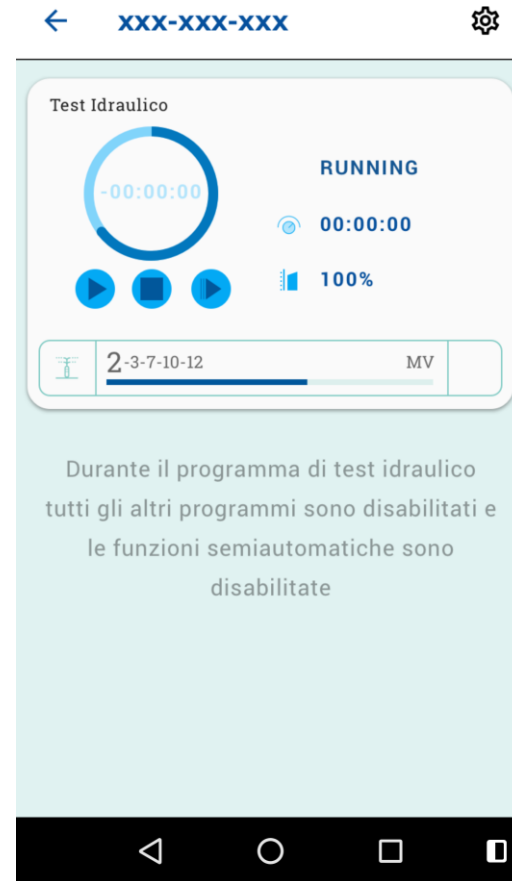 xxx-xxx-xxx
Test Idraulico
-00:00:00
RUNNING
00:00:00
100%
2-3-7-10-12 MV
Durante il programma di test idraulico
tutti gli altri programmi sono disabilitati e
le funzioni semiautomatiche sono
disabilitate